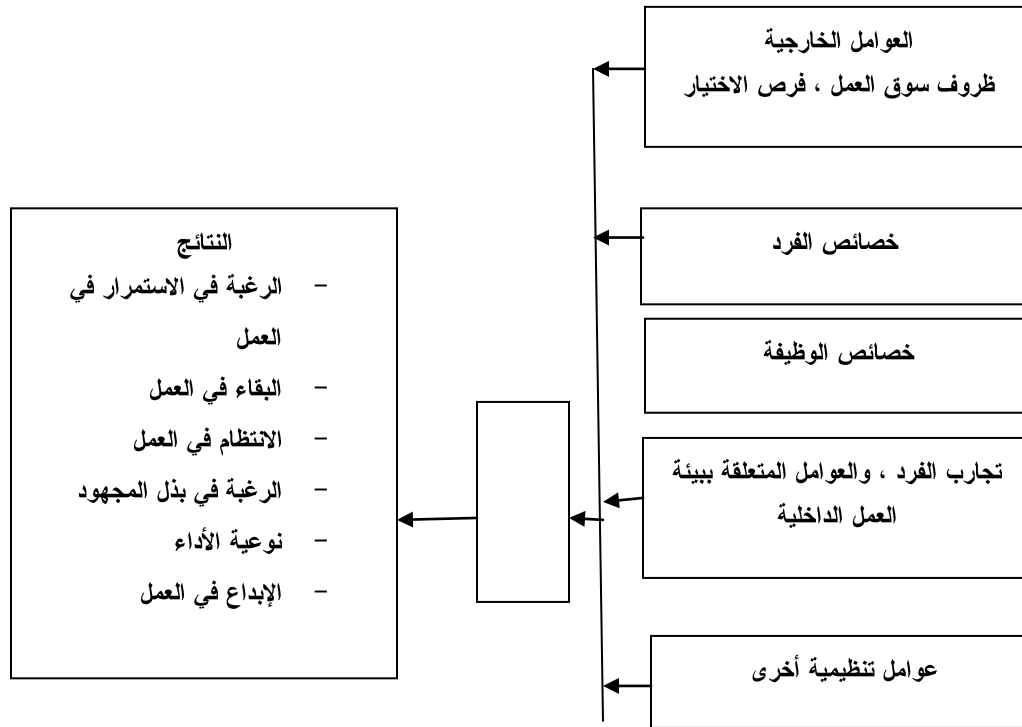 العوامل الخارجية
ظروف سوق العمل ، فرص الاختيار
خصائص الفرد
خصائص الوظيفة
تجارب الفرد ، والعوامل المتعلقة ببيئة
العمل الداخلية
عوامل تنظيمية أخرى
النتائج
– الرغبة في الاستمرار في
العمل
– البقاء في العمل
– الانتظام في العمل
– الرغبة في بذل المجهود
– نوعية الأداء
– الإبداع في العمل